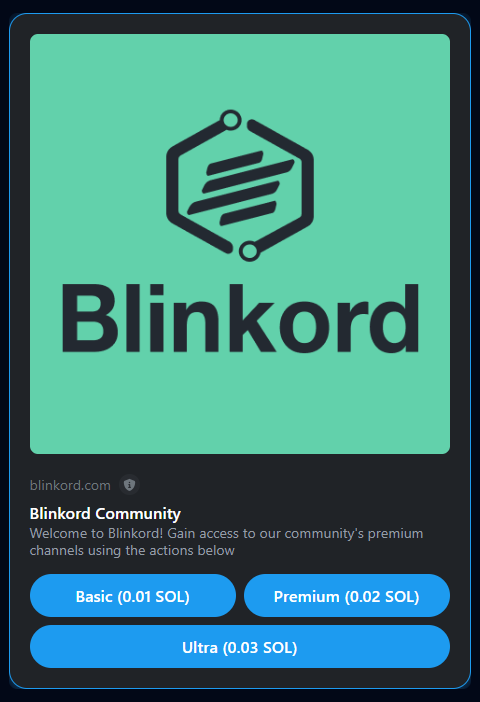 Blinkord
blinkord.com
Blinkord Community
Welcome to Blinkord! Gain access to our community's premium
channels using the actions below
Basic (0.01 SOL)
Premium (0.02 SOL)
Ultra (0.03 SOL)